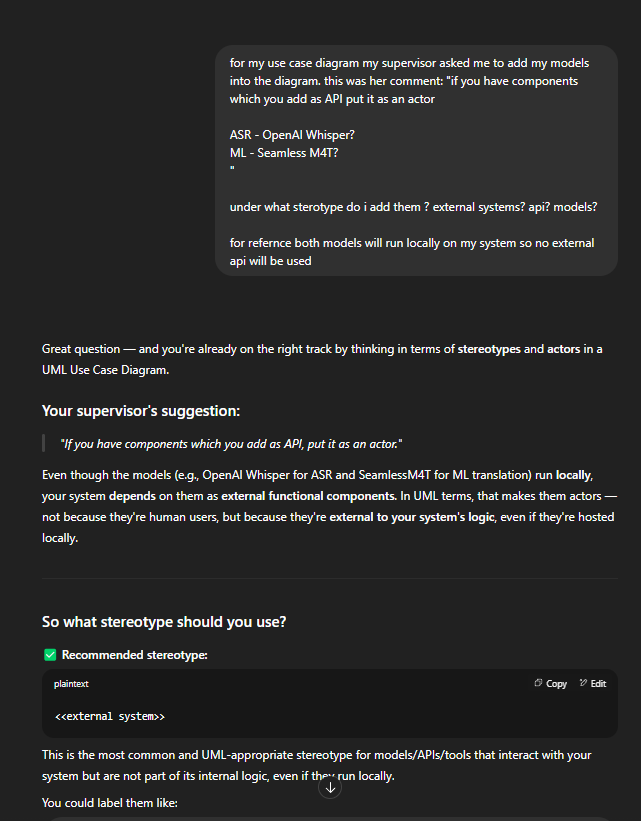 for my use case diagram my supervisor asked me to add my models
into the diagram. this was her comment: "if you have components
which you add as API put it as an actor
ASR - OpenAI Whisper?
ML - Seamless M4T?
"
under what sterotype do i add them ? external systems? api? models?
for refernce both models will run locally on my system so no external
api will be used
Great question — and you're already on the right track by thinking in terms of stereotypes and actors in a
UML Use Case Diagram.
Your supervisor's suggestion:
"If you have components which you add as API, put it as an actor."
Even though the models (e.g., OpenAI Whisper for ASR and SeamlessM4T for ML translation) run locally,
your system depends on them as external functional components. In UML terms, that makes them actors —
not because they're human users, but because they're external to your system's logic, even if they're hosted
locally.
So what stereotype should you use?
✅ Recommended stereotype:
plaintext
Copy
Edit
<<external system>>
This is the most common and UML-appropriate stereotype for models/APIs/tools that interact with your
system but are not part of its internal logic, even if they run locally.
You could label them like: